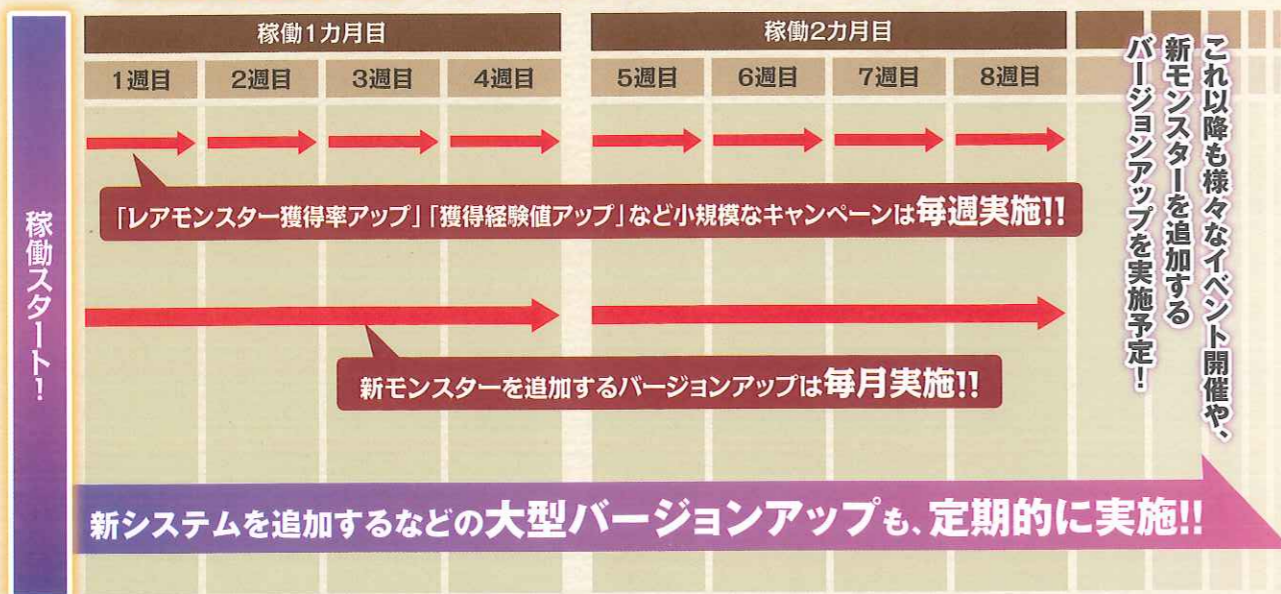 稼働スタート!
稼働1カ月目
稼働2カ月目
1週目
2週目
3週目
4週目
5週目
6週目
7週目
8週目
「レアモンスター獲得率アップ」「獲得経験値アップ」など小規模なキャンペーンは毎週実施!!
新モンスターを追加するバージョンアップは毎月実施!!
新システムを追加するなどの大型バージョンアップも、定期的に実施!!
これ以降も様々なイベント開催や、
新モンスターを追加する
バージョンアップを実施予定!